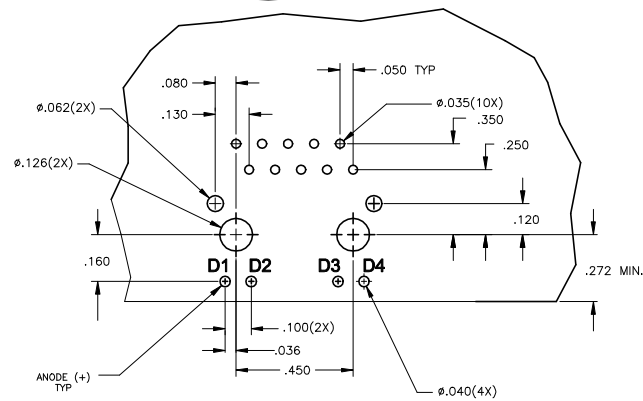 .080
.050 TYP
ø.062(2X)
.130
ø.035(10X)
.350
.250
ø.126(2X)
.120
.160
D1 D2 D3 D4
.272 MIN.
.100(2X)
.036
ANODE (+)
TYP
.450
ø.040(4X)